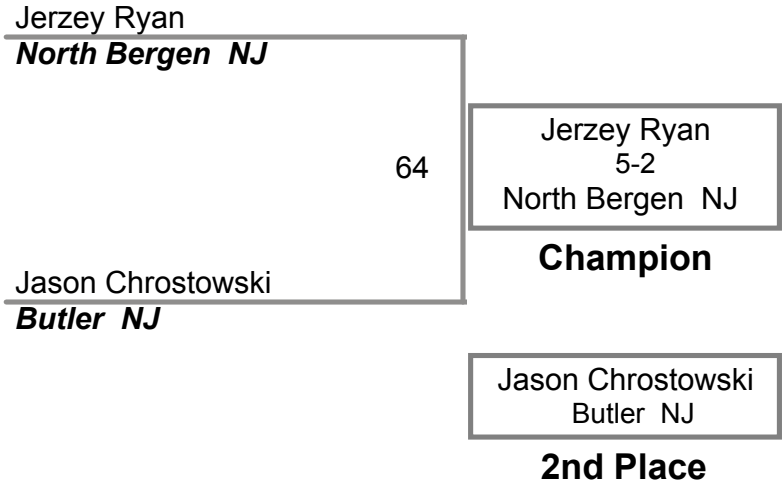 Jerzey Ryan
North Bergen  NJ
64
Jerzey Ryan
5-2
North Bergen  NJ
Champion
Jason Chrostowski
Butler  NJ
Jason Chrostowski
Butler  NJ
2nd Place